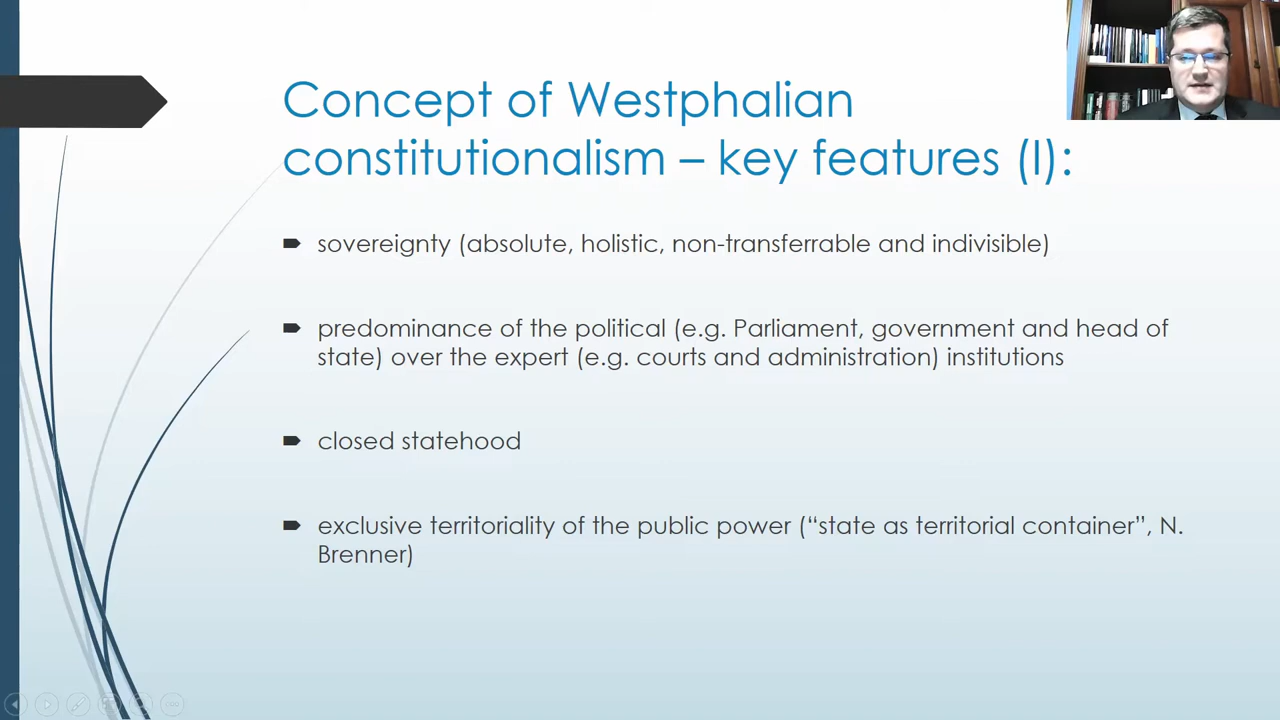 Concept of Westphalian
constitutionalism – key features (I):
sovereignty (absolute, holistic, non-transferrable and indivisible)
predominance of the political (e.g. Parliament, government and head of
state) over the expert (e.g. courts and administration) institutions
closed statehood
exclusive territoriality of the public power (“state as territorial container”, N.
Brenner)